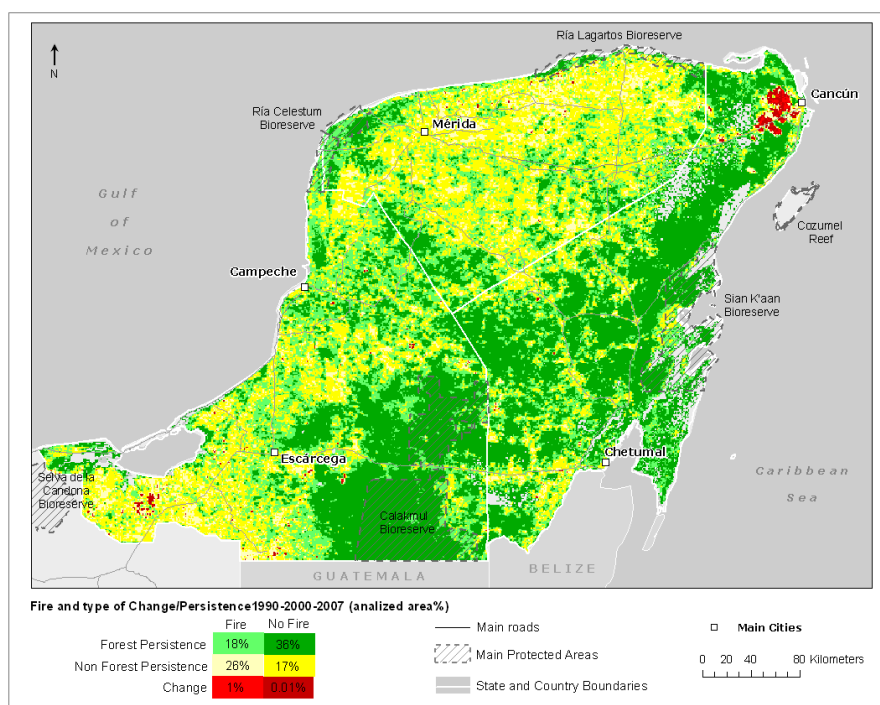 Ría Lagartos Bioreserve
N
Cancún
Ría Celestum
Bioreserve
Mérida
Gulf
of
Mexico
Cozumel
Reef
Campeche
Sian K'aan
Bioreserve
Escárcega
Chetumal
Selva de la
Candona
Bioreserve
Caribbean
Sea
Calakmul
Bioreserve
GUATEMALA
BELIZE
Fire and type of Change/Persistence1990-2000-2007 (analized area%)
Fire No Fire
Forest Persistence 18% 36%
Non Forest Persistence 26% 17%
Change 1% 0.01%
Main roads
Main Protected Areas
State and Country Boundaries
Main Cities
0 20 40 80 Kilometers